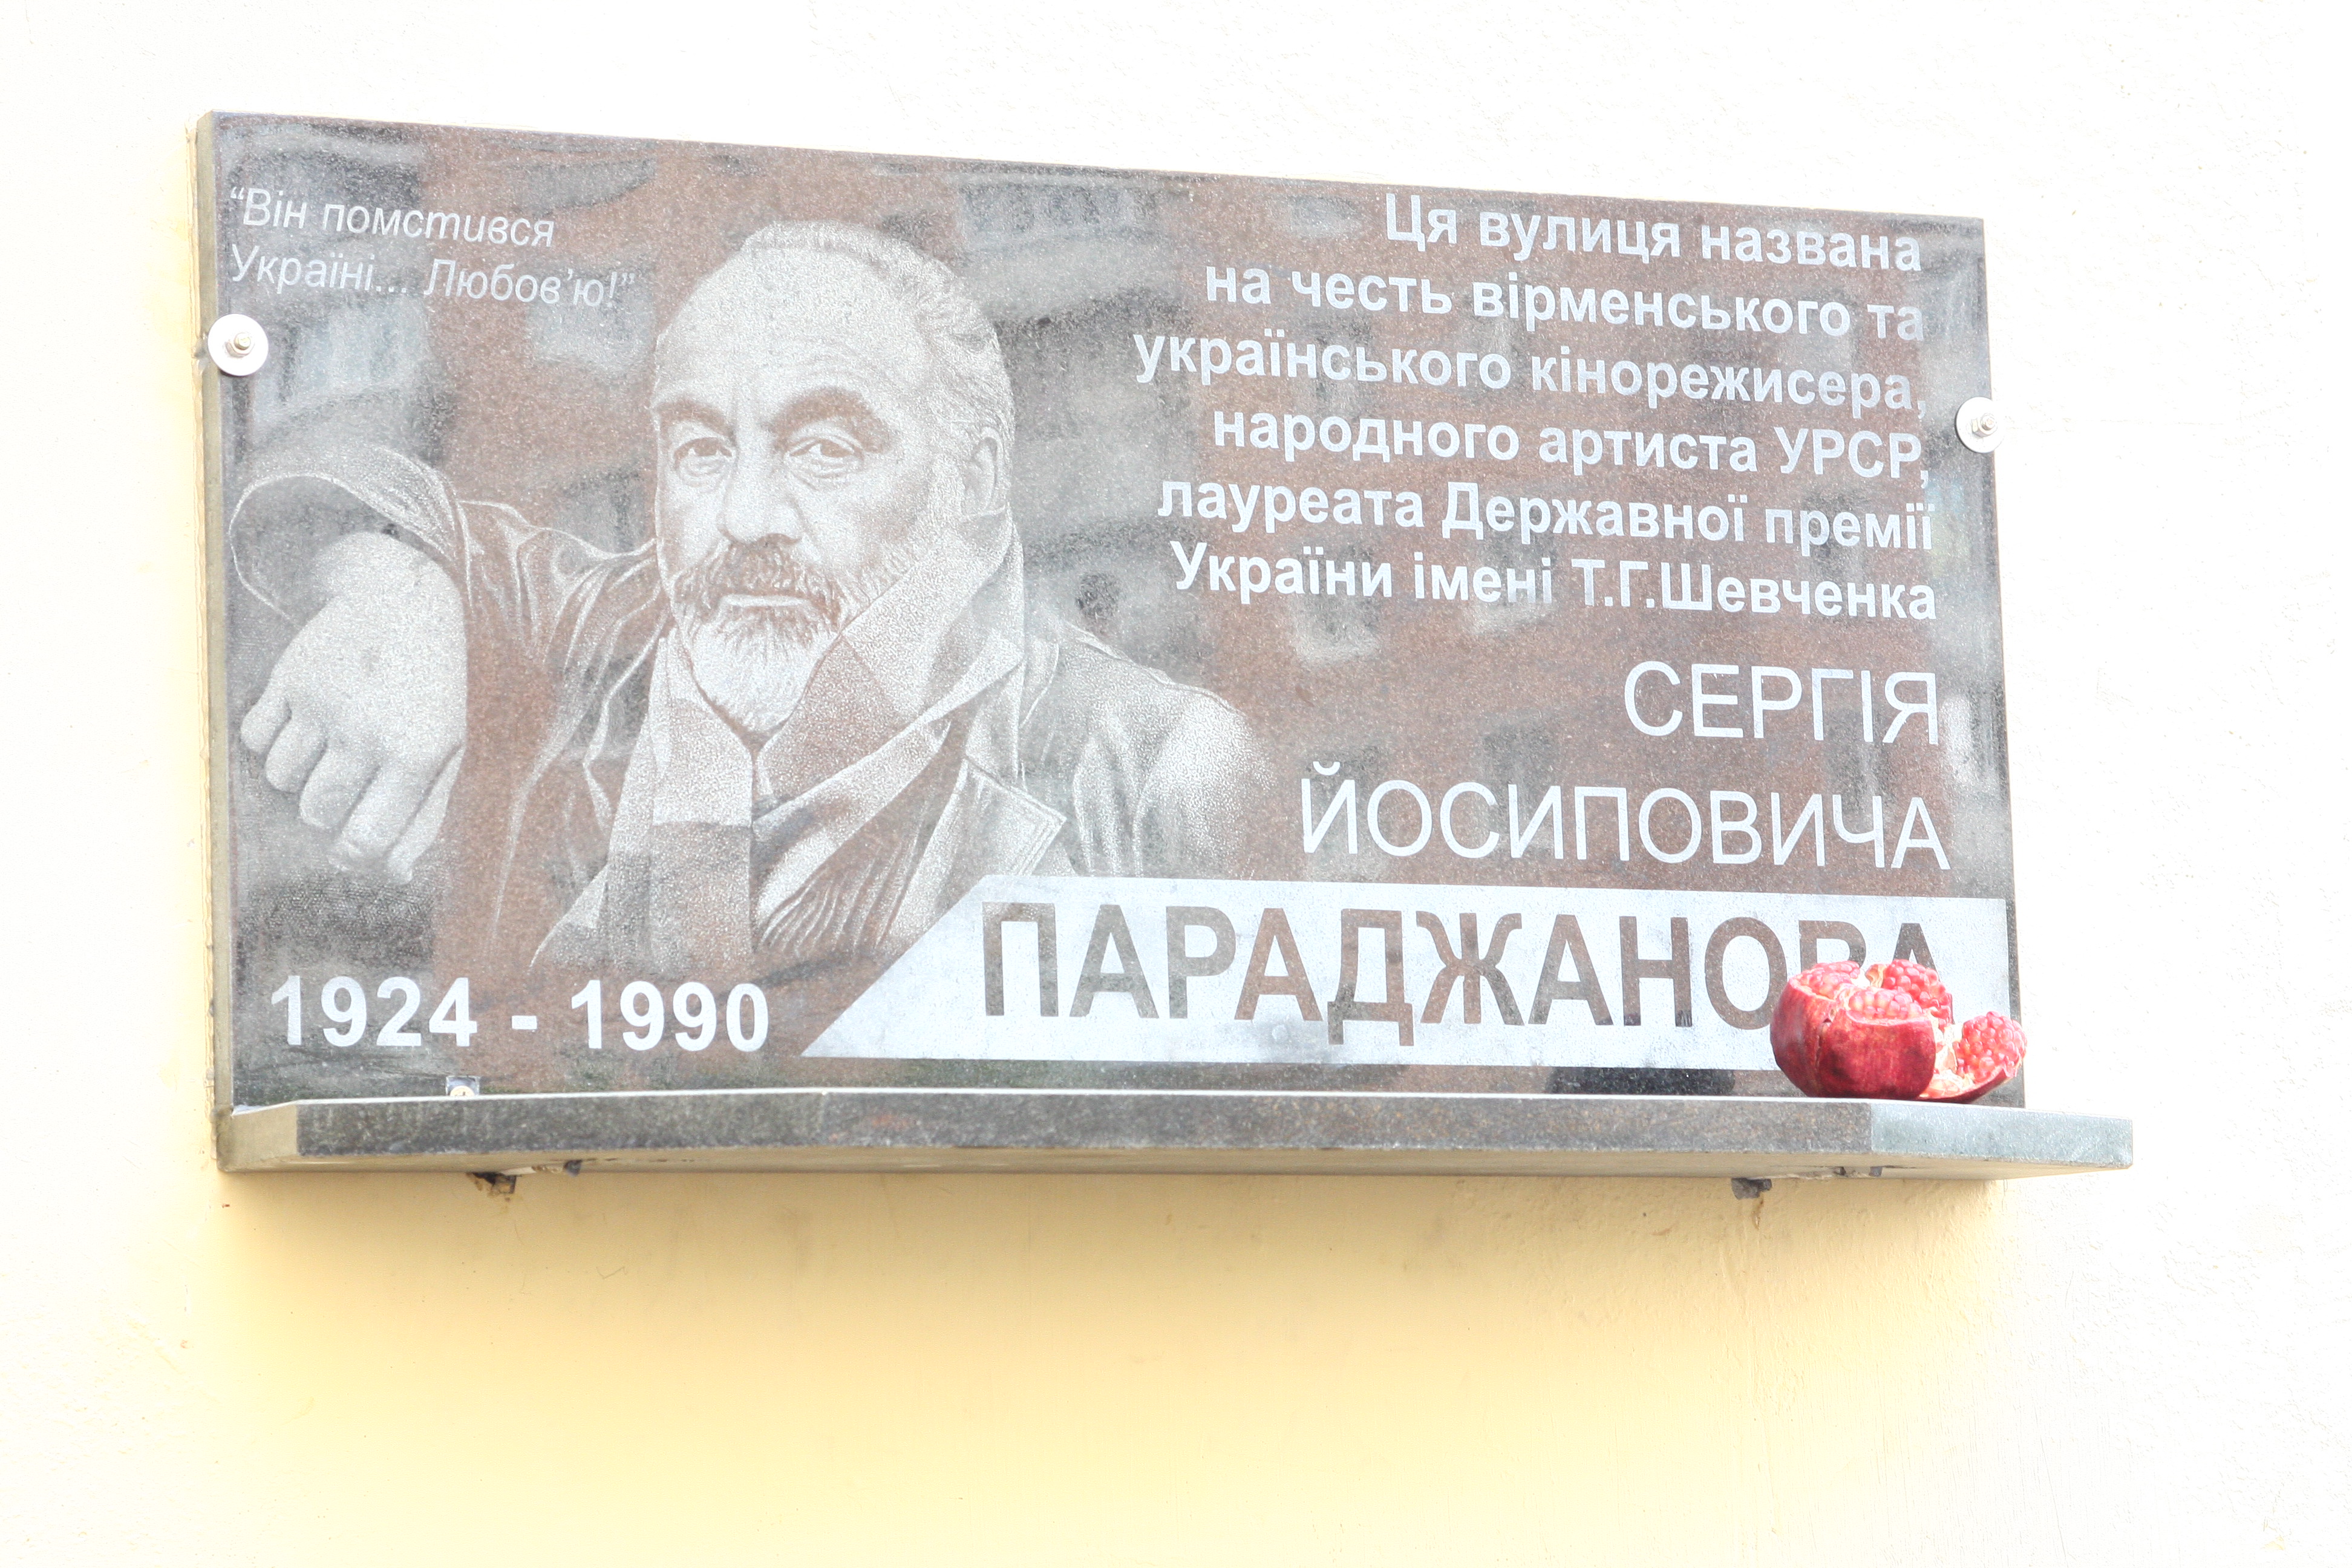 “Він помстився
Україні... Любов’ю!”
Ця вулиця названа
на честь вірменського та
українського кінорежисера,
народного артиста УРСР,
лауреата Державної премії
України імені Т.Г.Шевченка
СЕРГІЯ
ЙОСИПОВИЧА
ПАРАДЖАНОВА
1924 - 1990